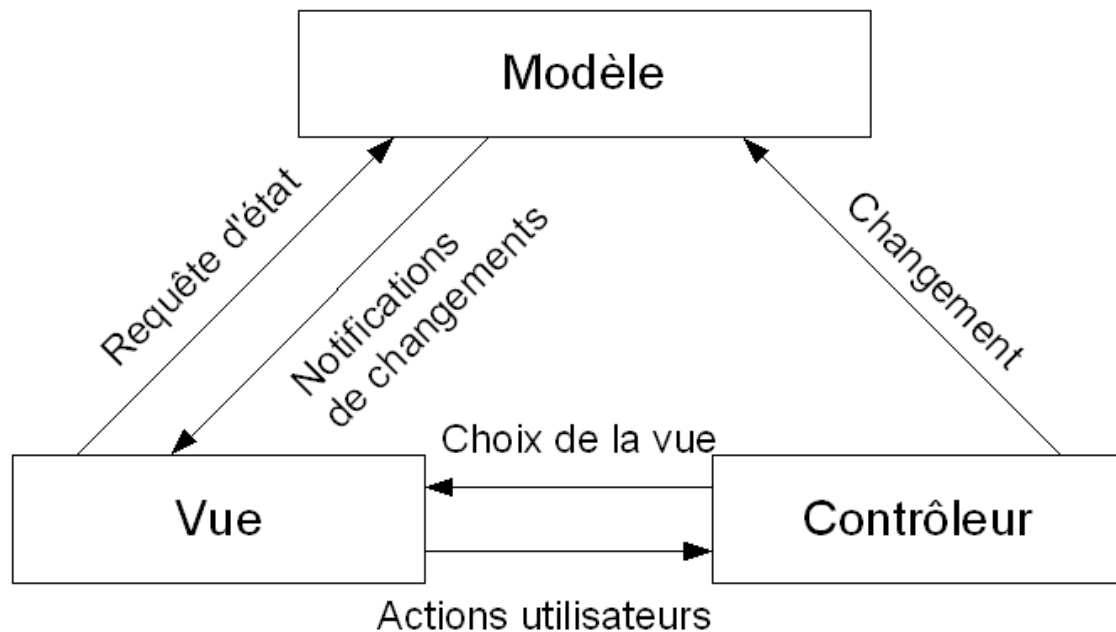 Modèle
Requête d'état
Notifications
de changements
Changement
Choix de la vue
Vue
Contrôleur
Actions utilisateurs